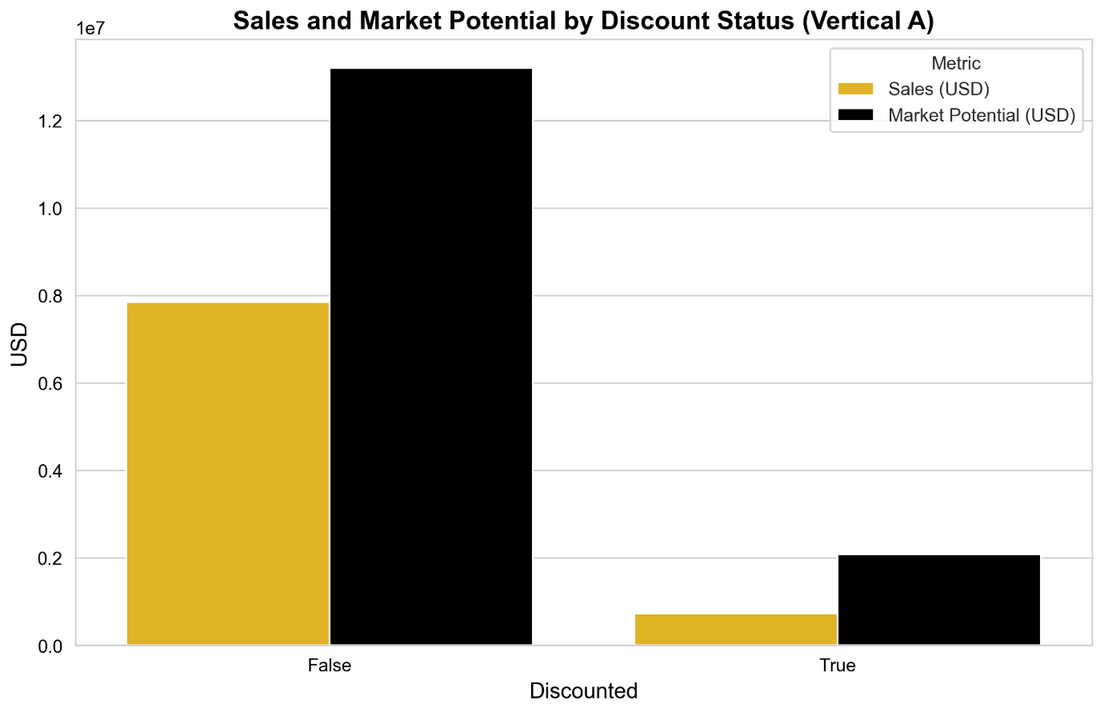 Sales and Market Potential by Discount Status (Vertical A)
1e7
Metric
Sales (USD)
Market Potential (USD)
1.2
1.0
0.8
0.6
0.4
0.2
0.0
USD
False
True
Discounted